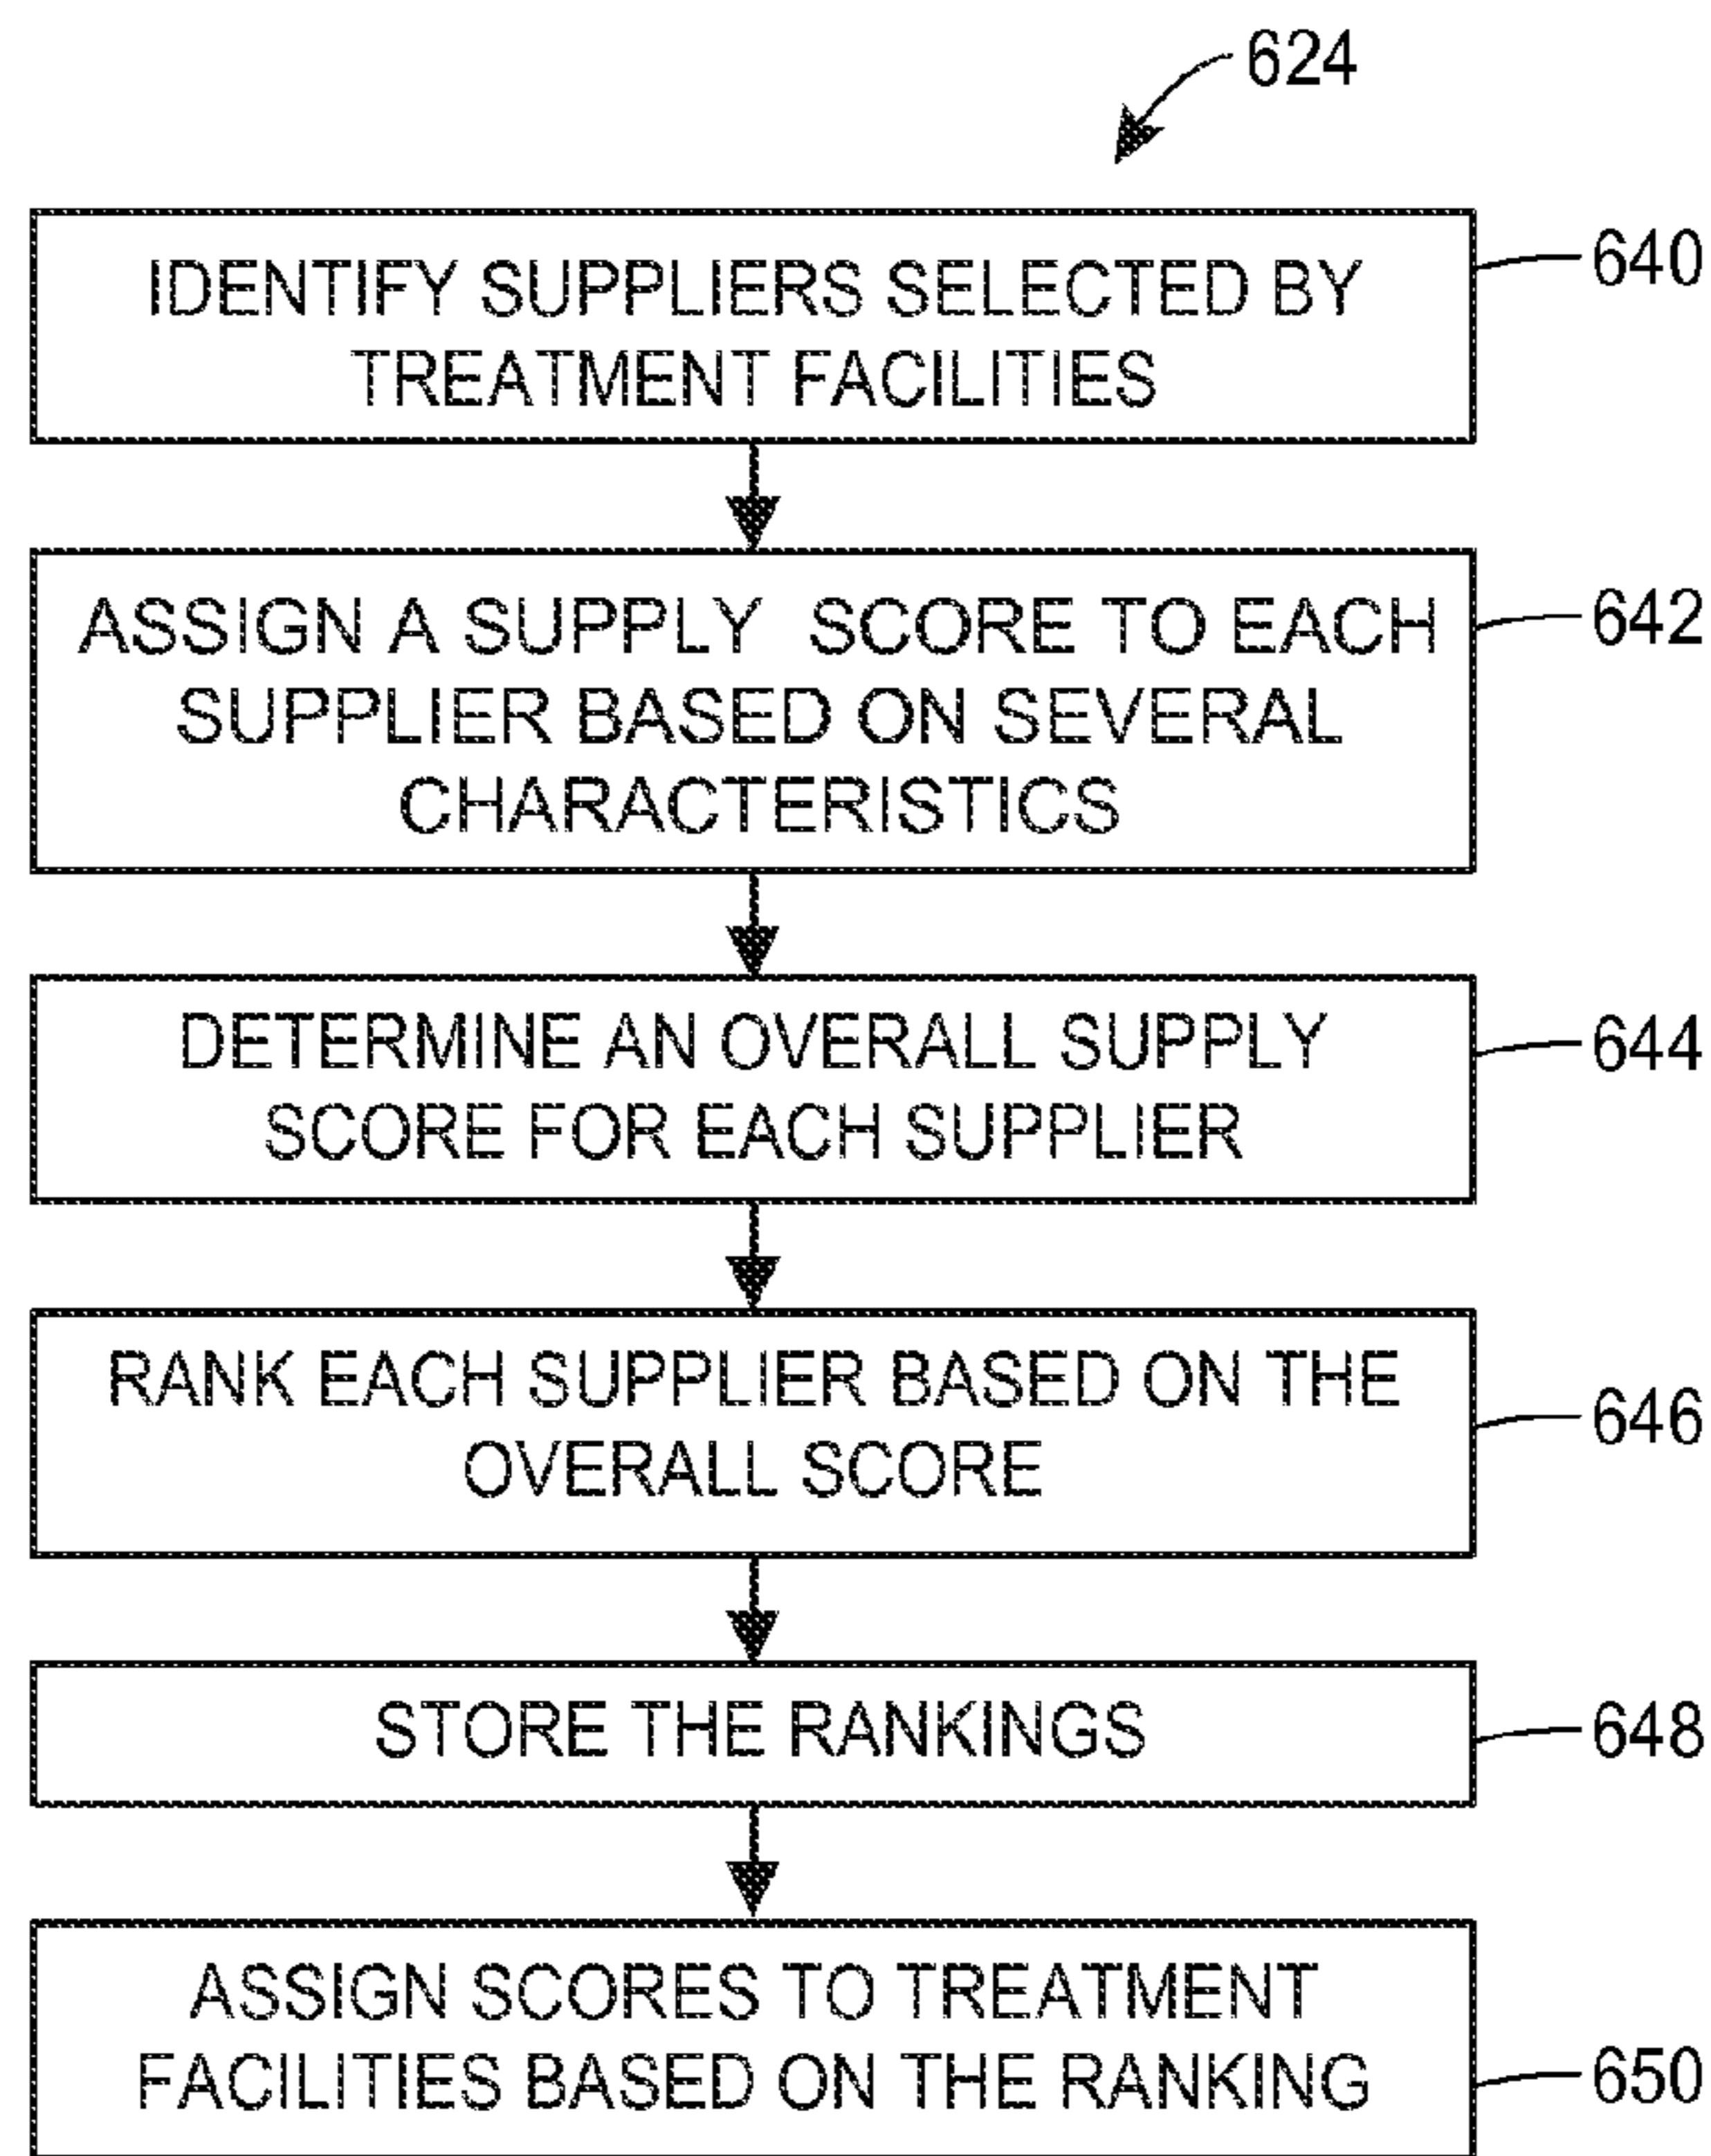 624
IDENTIFY SUPPLIERS SELECTED BY
TREATMENT FACILITIES
640
ASSIGN A SUPPLY SCORE TO EACH
SUPPLIER BASED ON SEVERAL
CHARACTERISTICS
642
DETERMINE AN OVERALL SUPPLY
SCORE FOR EACH SUPPLIER
644
RANK EACH SUPPLIER BASED ON THE
OVERALL SCORE
646
STORE THE RANKINGS
648
ASSIGN SCORES TO TREATMENT
FACILITIES BASED ON THE RANKING
650